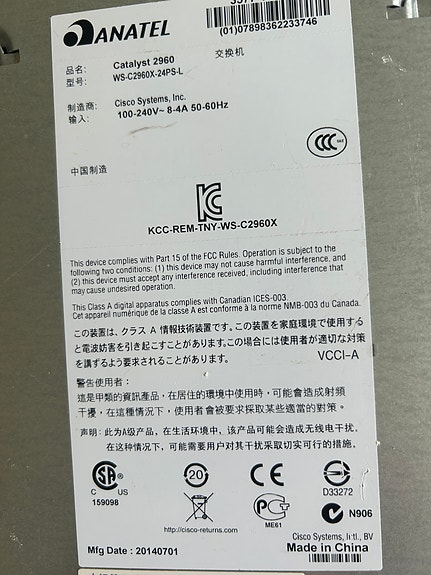 ANATEL
(01)07898362233746
品名: Catalyst 2960 交换机
型号: WS-C2960X-24PS-L
制造商: Cisco Systems, Inc.
输入: 100-240V~ 8-4A 50-60Hz
CCC
中国制造
KC
KCC-REM-TNY-WS-C2960X
This device complies with Part 15 of the FCC Rules. Operation is subject to the
following two conditions: (1) this device may not cause harmful interference, and
(2) this device must accept any interference received, including interference that
may cause undesired operation.
This Class A digital apparatus complies with Canadian ICES-003.
Cet appareil numérique de la classe A est conforme à la norme NMB-003 du Canada.
この装置は、クラス A 情報技術装置です。この装置を家庭環境で使用する
と電波妨害を引き起こすことがあります。この場合には使用者が適切な対策
を講ずるよう要求されることがあります。
VCCI-A
警告使用者:
這是甲類的資訊產品，在居住的環境中使用時，可能會造成射頻
干擾，在這種情況下，使用者會被要求採取某些適當的對策。
声明: 此为A级产品，在生活环境中，该产品可能会造成无线电干扰。
在这种情况下，可能需要用户对其干扰采取切实可行的措施。
C US
159098
20
CE
D33272
http://cisco-returns.com
ME61
N906
Cisco Systems, Intl., BV
Mfg Date : 20140701
Made in China